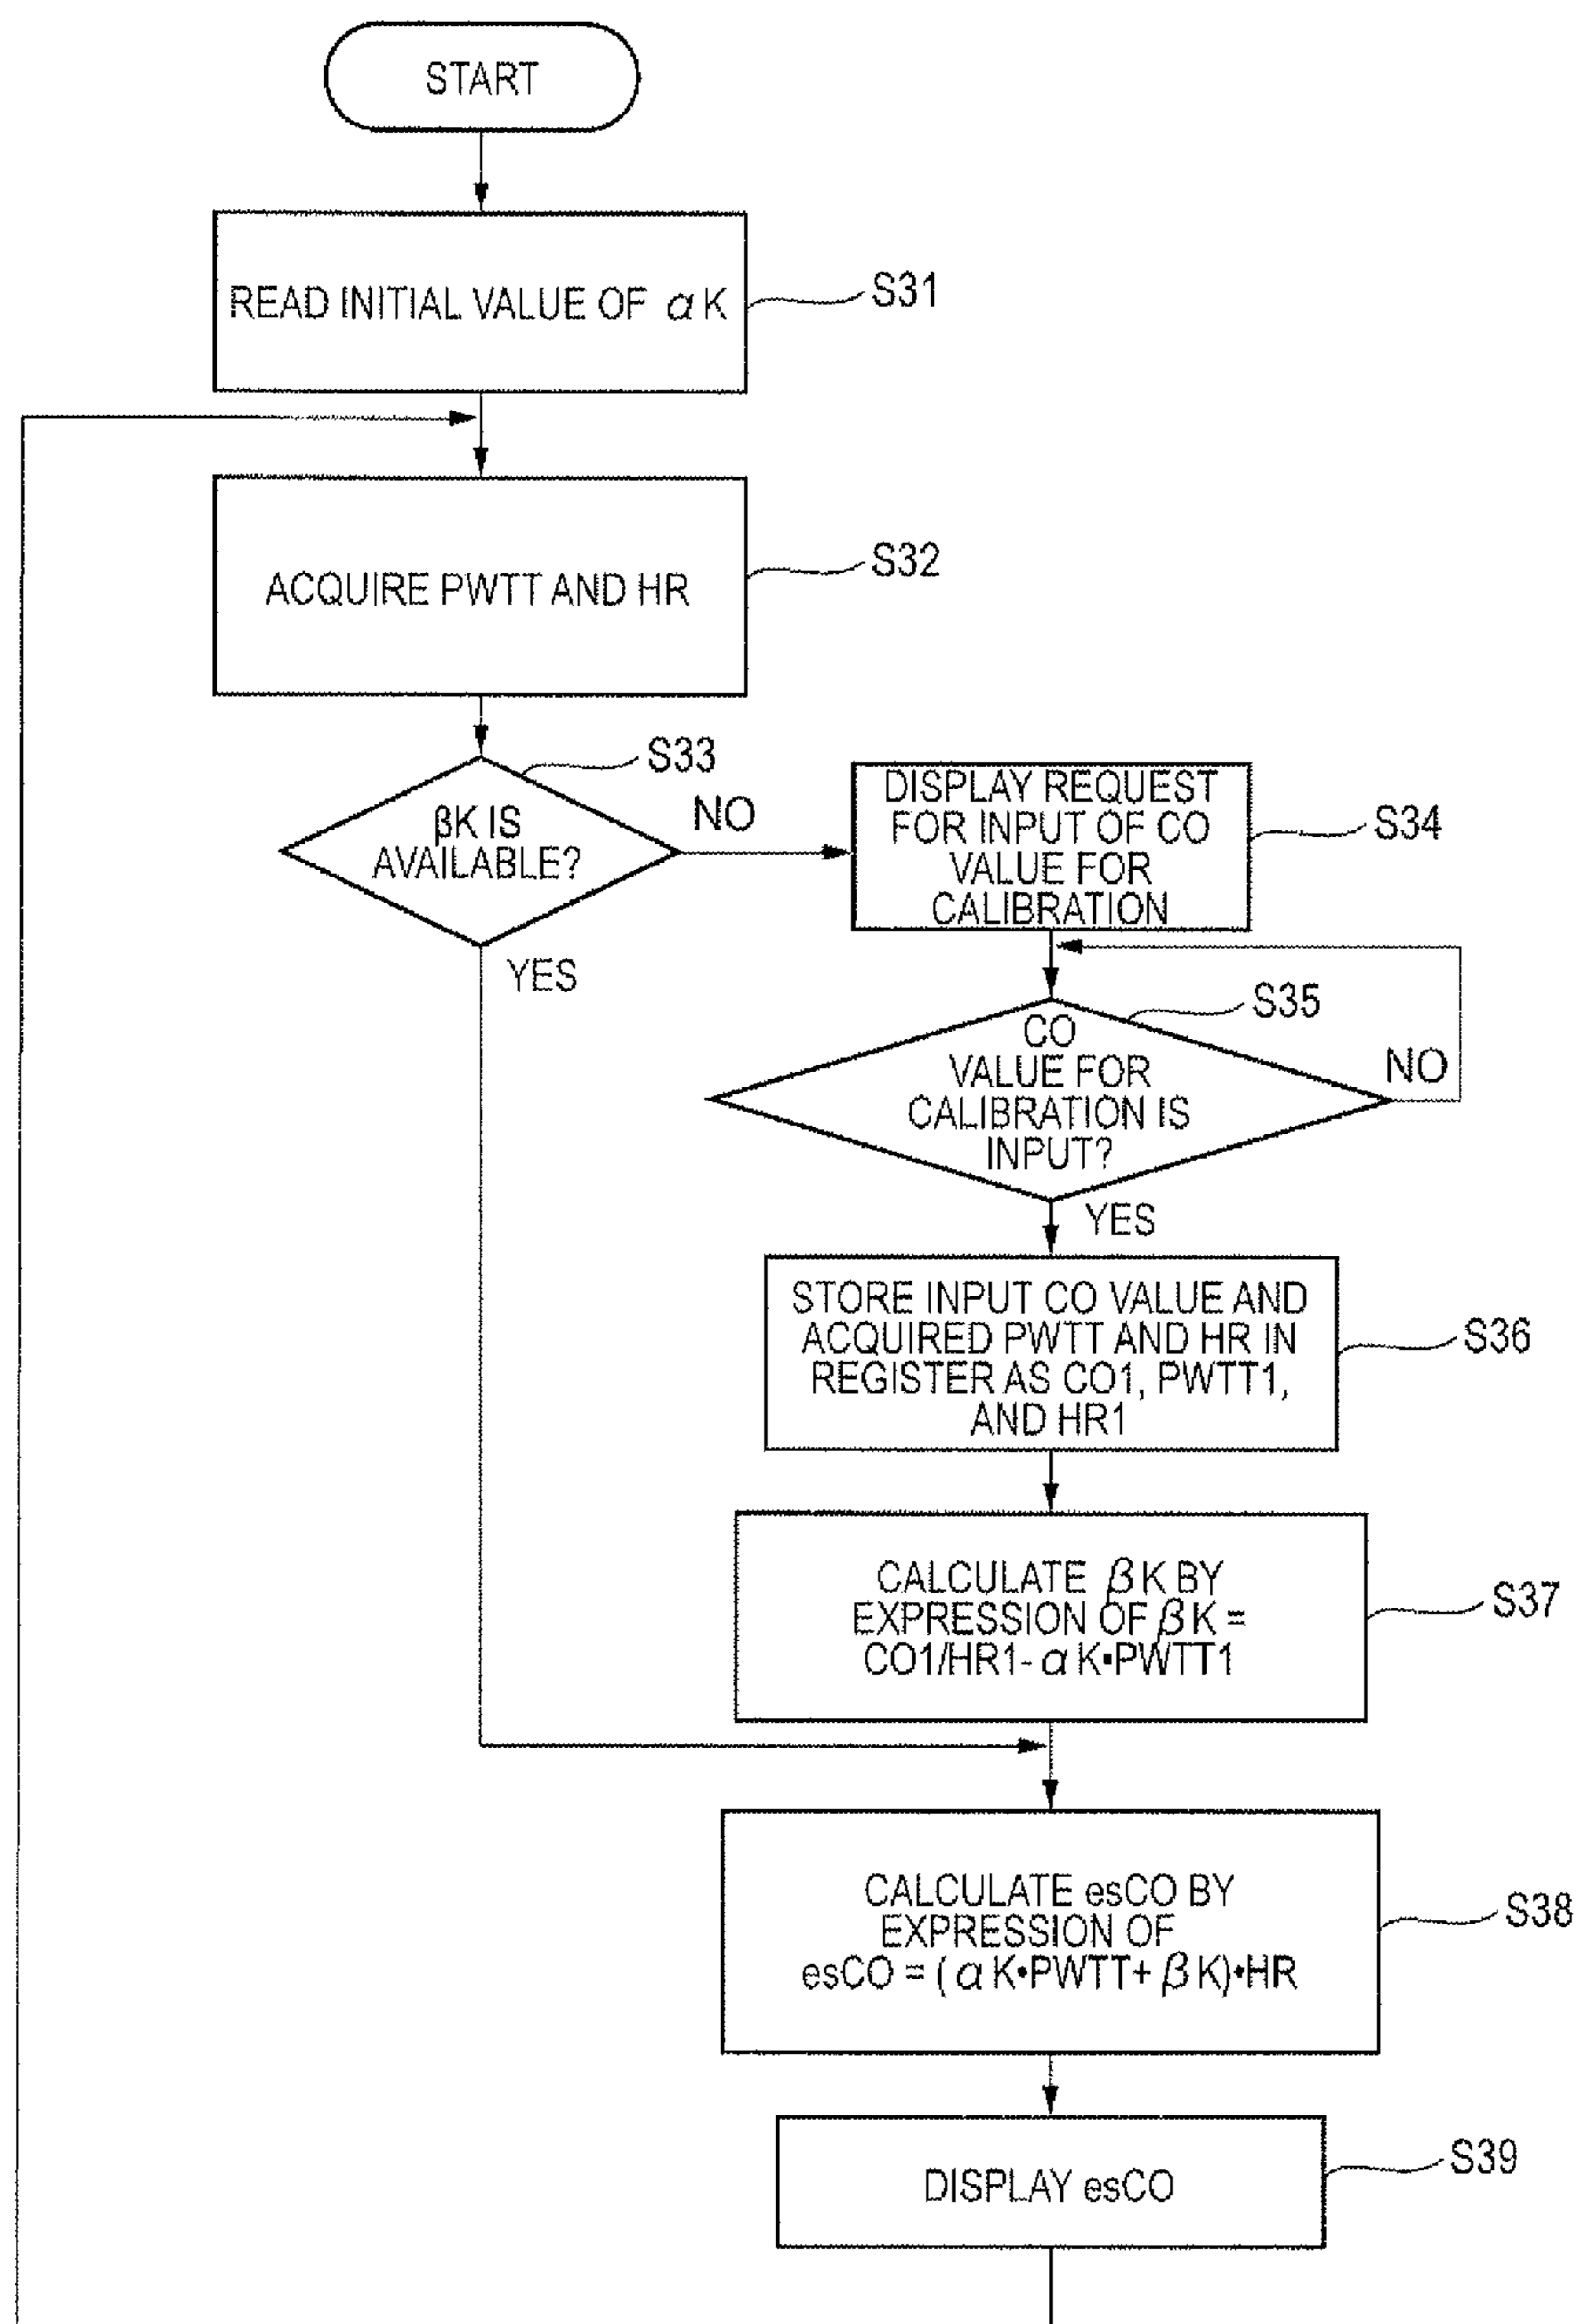 START
READ INITIAL VALUE OF αK
S31
ACQUIRE PWTT AND HR
S32
S33
βK IS
AVAILABLE?
NO
YES
DISPLAY REQUEST
FOR INPUT OF CO
VALUE FOR
CALIBRATION
S34
S35
CO
VALUE FOR
CALIBRATION IS
INPUT?
NO
YES
STORE INPUT CO VALUE AND
ACQUIRED PWTT AND HR IN
REGISTER AS CO1, PWTT1,
AND HR1
S36
CALCULATE βK BY
EXPRESSION OF βK =
CO1/HR1-αK•PWTT1
S37
CALCULATE esCO BY
EXPRESSION OF
esCO = (αK•PWTT+βK)•HR
S38
DISPLAY esCO
S39